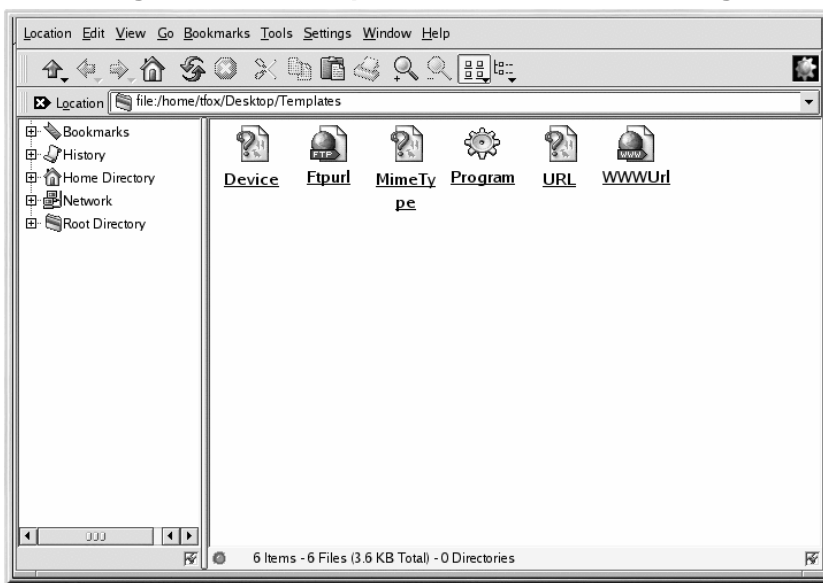 Location Edit View Go Bookmarks Tools Settings Window Help
Location file:/home/tfox/Desktop/Templates
Bookmarks
History
Home Directory
Network
Root Directory
Device
Ftpurl
MimeTy
pe
Program
URL
WWWUrl
FTP
WWW
6 Items - 6 Files (3.6 KB Total) - 0 Directories